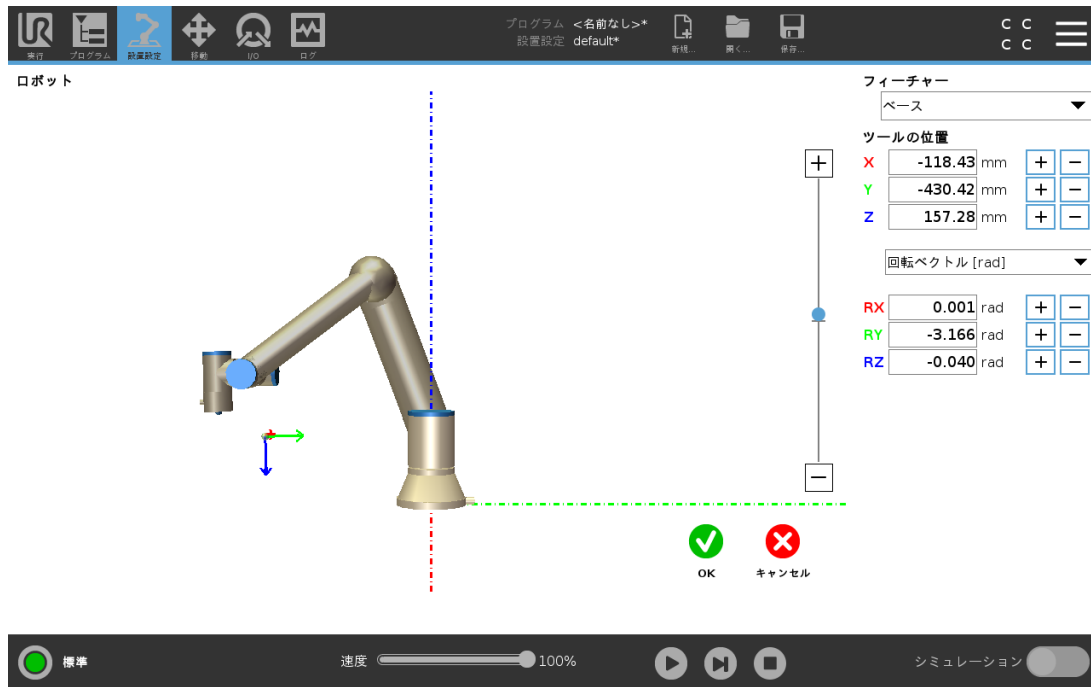 プログラム <名前なし>*
設置設定 default*
実行
プログラム
設置設定
移動
I/O
ログ
新規...
開く...
保存...
C C
C C
ロボット
フィーチャー
ベース
ツールの位置
X -118.43 mm + −
Y -430.42 mm + −
Z 157.28 mm + −
回転ベクトル [rad]
RX 0.001 rad + −
RY -3.166 rad + −
RZ -0.040 rad + −
+
−
OK
キャンセル
標準
速度
100%
シミュレーション